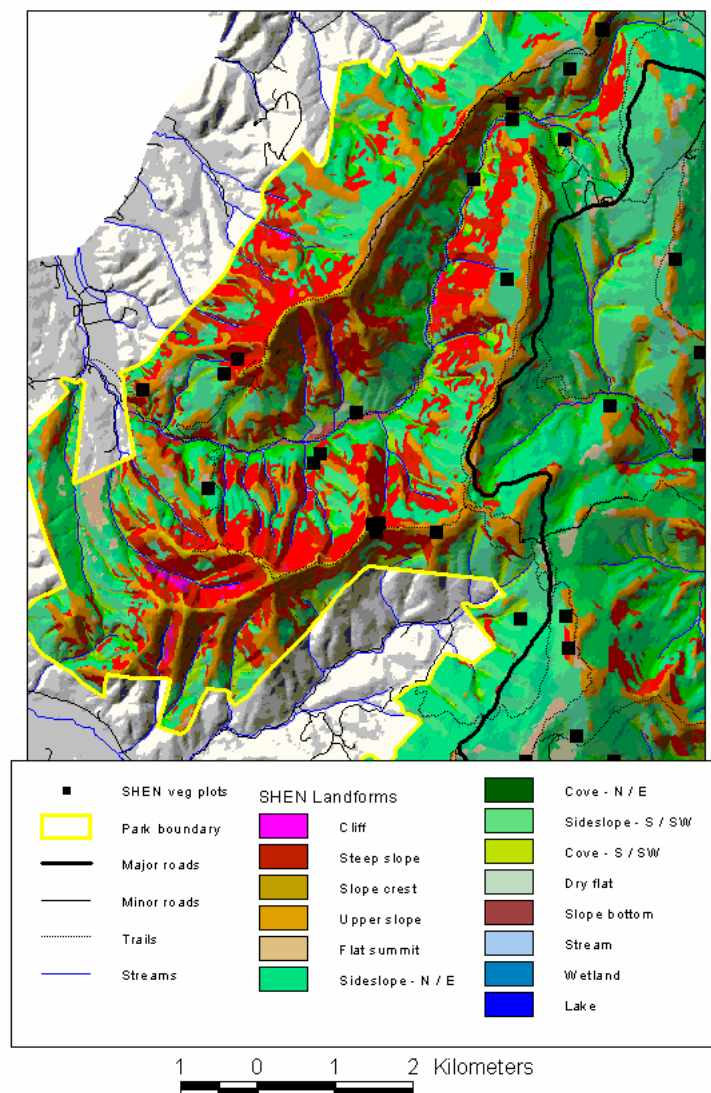 SHEN veg plots
Park boundary
Major roads
Minor roads
Trails
Streams
SHEN Landforms
Cliff
Steep slope
Slope crest
Upper slope
Flat summit
Sideslope - N / E
Cove - N / E
Sideslope - S / SW
Cove - S / SW
Dry flat
Slope bottom
Stream
Wetland
Lake
1 0 1 2 Kilometers